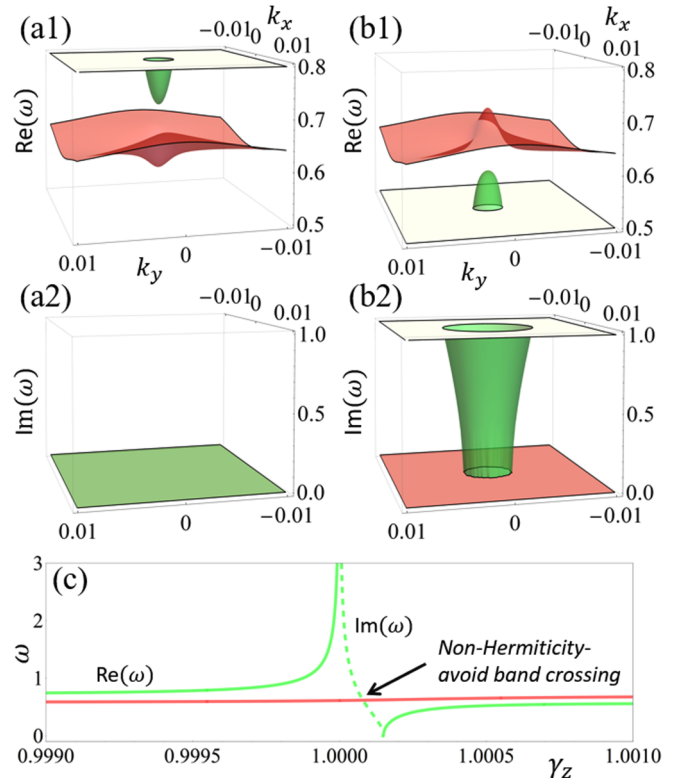 (a1)
−0.01
0
0.01
k_x
0.8
0.7
0.6
0.5
Re(ω)
0.01
0
−0.01
k_y
(b1)
−0.01
0
0.01
k_x
0.8
0.7
0.6
0.5
Re(ω)
0.01
0
−0.01
k_y
(a2)
−0.01
0
0.01
1.0
0.5
0.0
Im(ω)
0.01
0
−0.01
(b2)
−0.01
0
0.01
1.0
0.5
0.0
Im(ω)
0.01
0
−0.01
(c)
3
2
1
0
ω
Re(ω)
Im(ω)
Non-Hermiticity-
avoid band crossing
0.9990 0.9995 1.0000 1.0005 1.0010
γ_z